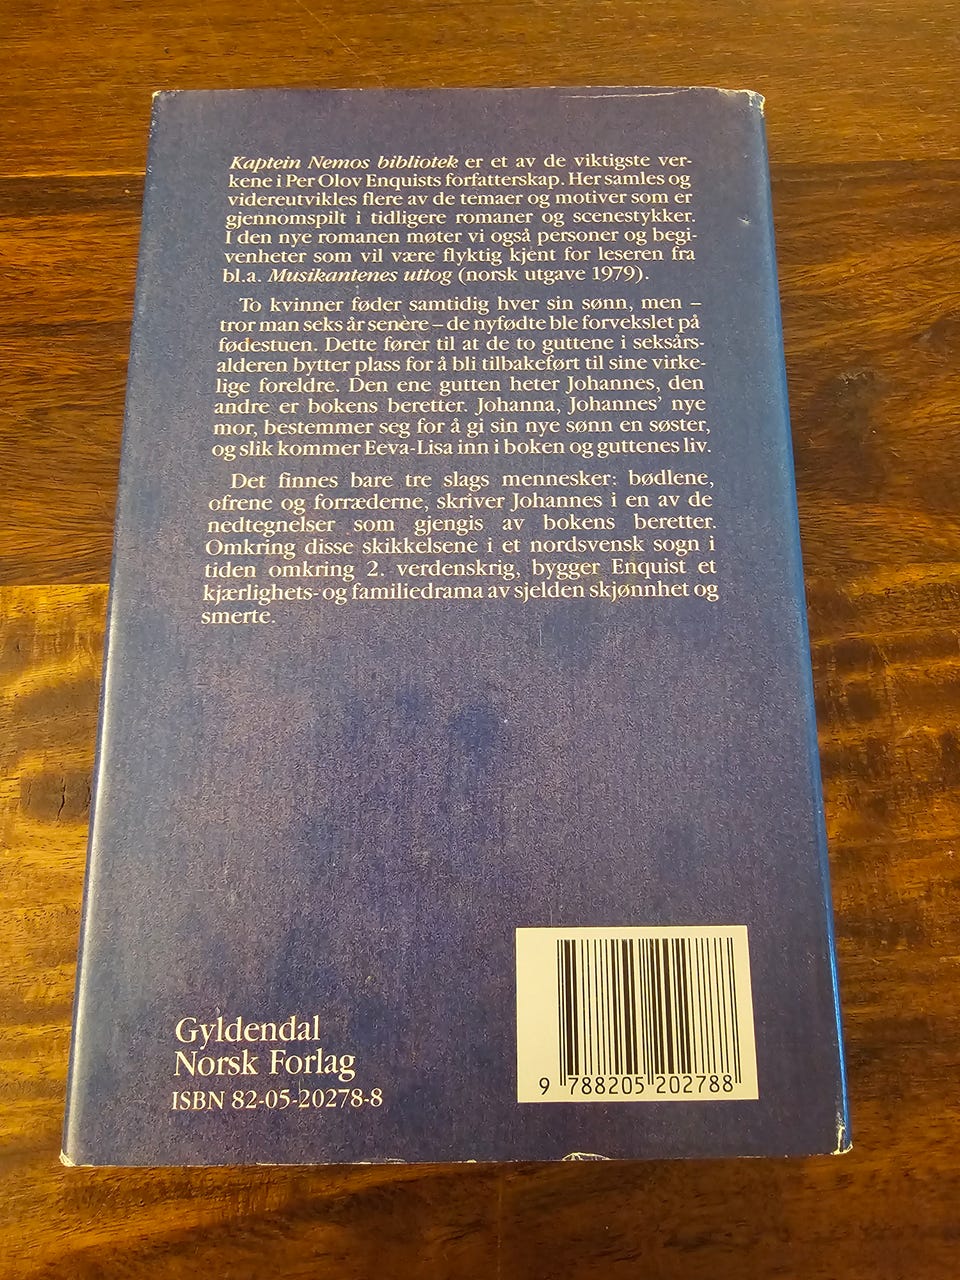 Kaptein Nemos bibliotek er et av de viktigste ver-
kene i Per Olov Enquists forfatterskap. Her samles og
videreutvikles flere av de temaer og motiver som er
gjennomspilt i tidligere romaner og scenestykker.
I den nye romanen møter vi også personer og begi-
venheter som vil være flyktig kjent for leseren fra
bl.a. Musikantenes uttog (norsk utgave 1979).
To kvinner føder samtidig hver sin sønn, men –
tror man seks år senere – de nyfødte ble forvekslet på
fødestuen. Dette fører til at de to guttene i seksårs-
alderen bytter plass for å bli tilbakeført til sine virke-
lige foreldre. Den ene gutten heter Johannes, den
andre er bokens beretter. Johanna, Johannes’ nye
mor, bestemmer seg for å gi sin nye sønn en søster,
og slik kommer Eeva-Lisa inn i boken og guttenes liv.
Det finnes bare tre slags mennesker: bødlene,
ofrene og forræderne, skriver Johannes i en av de
nedtegnelser som gjengis av bokens beretter.
Omkring disse skikkelsene i et nordsvensk sogn i
tiden omkring 2. verdenskrig, bygger Enquist et
kjærlighets- og familiedrama av sjelden skjønnhet og
smerte.
Gyldendal
Norsk Forlag
ISBN 82-05-20278-8
9 788205 202788